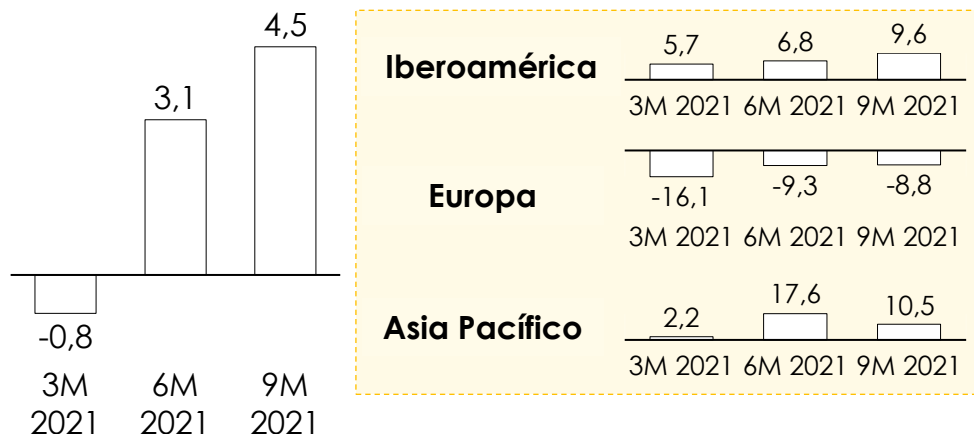 4,5
3,1
-0,8
3M 6M 9M
2021 2021 2021
Iberoamérica
5,7 6,8 9,6
3M 2021 6M 2021 9M 2021
Europa
-16,1 -9,3 -8,8
3M 2021 6M 2021 9M 2021
Asia Pacífico
2,2 17,6 10,5
3M 2021 6M 2021 9M 2021